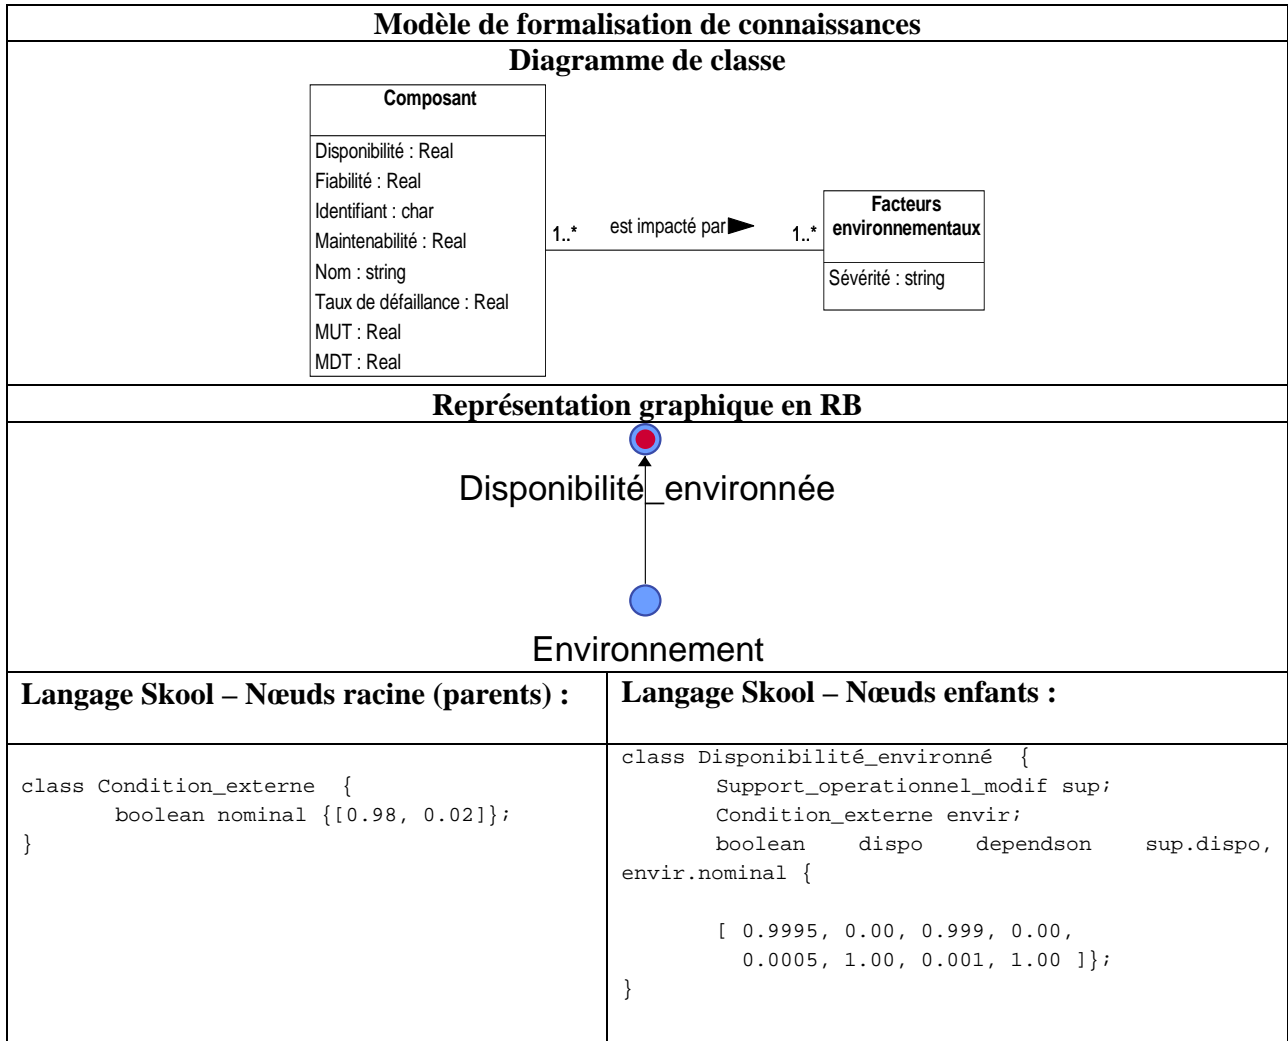 Modèle de formalisation de connaissances
Diagramme de classe
Composant
Disponibilité : Real
Fiabilité : Real
Identifiant : char
Maintenabilité : Real
Nom : string
Taux de défaillance : Real
MUT : Real
MDT : Real
1..* est impacté par 1..*
Facteurs
environnementaux
Sévérité : string
Représentation graphique en RB
Disponibilité_environnée
Environnement
Langage Skool – Nœuds racine (parents) :
class Condition_externe {
boolean nominal {[0.98, 0.02]};
}
Langage Skool – Nœuds enfants :
class Disponibilité_environné {
Support_operationnel_modif sup;
Condition_externe envir;
boolean dispo dependson sup.dispo,
envir.nominal {
[ 0.9995, 0.00, 0.999, 0.00,
0.0005, 1.00, 0.001, 1.00 ]};
}